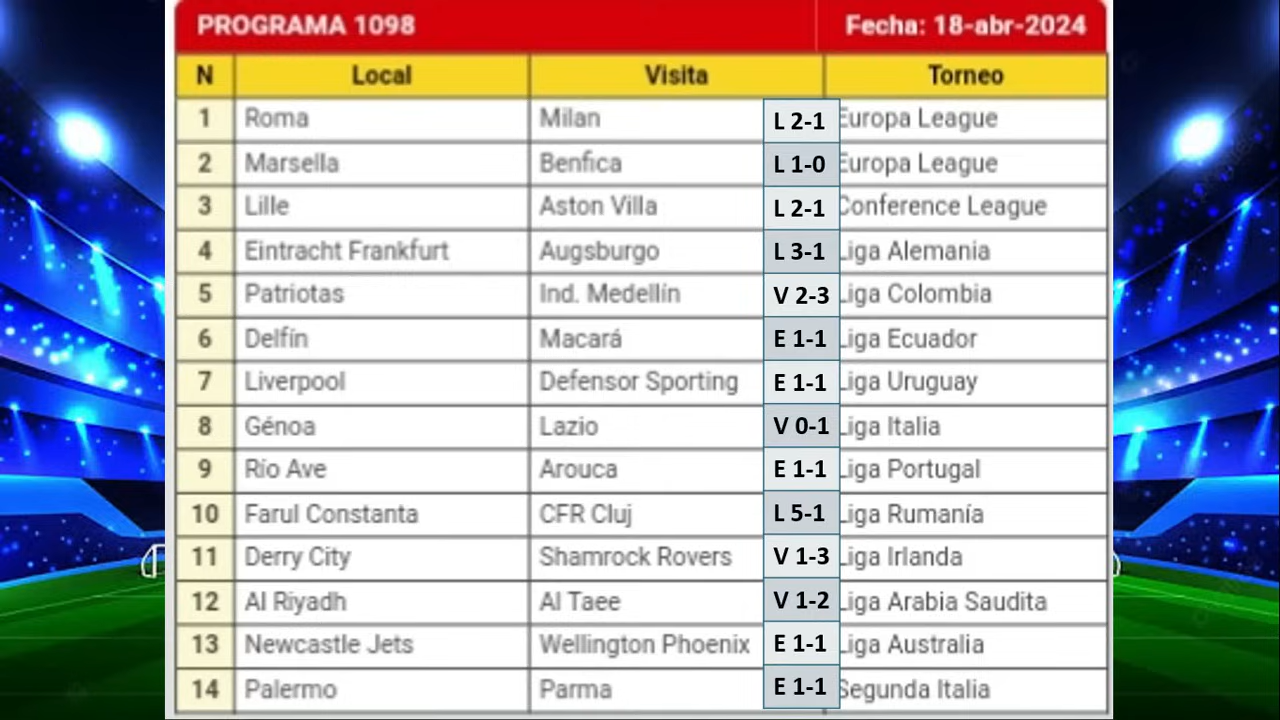 PROGRAMA 1098 Fecha: 18-abr-2024
N Local Visita Torneo
1 Roma Milan L 2-1 Europa League
2 Marsella Benfica L 1-0 Europa League
3 Lille Aston Villa L 2-1 Conference League
4 Eintracht Frankfurt Augsburgo L 3-1 Liga Alemania
5 Patriotas Ind. Medellín V 2-3 Liga Colombia
6 Delfín Macará E 1-1 Liga Ecuador
7 Liverpool Defensor Sporting E 1-1 Liga Uruguay
8 Génoa Lazio V 0-1 Liga Italia
9 Río Ave Arouca E 1-1 Liga Portugal
10 Farul Constanta CFR Cluj L 5-1 Liga Rumanía
11 Derry City Shamrock Rovers V 1-3 Liga Irlanda
12 Al Riyadh Al Taee V 1-2 Liga Arabia Saudita
13 Newcastle Jets Wellington Phoenix E 1-1 Liga Australia
14 Palermo Parma E 1-1 Segunda Italia